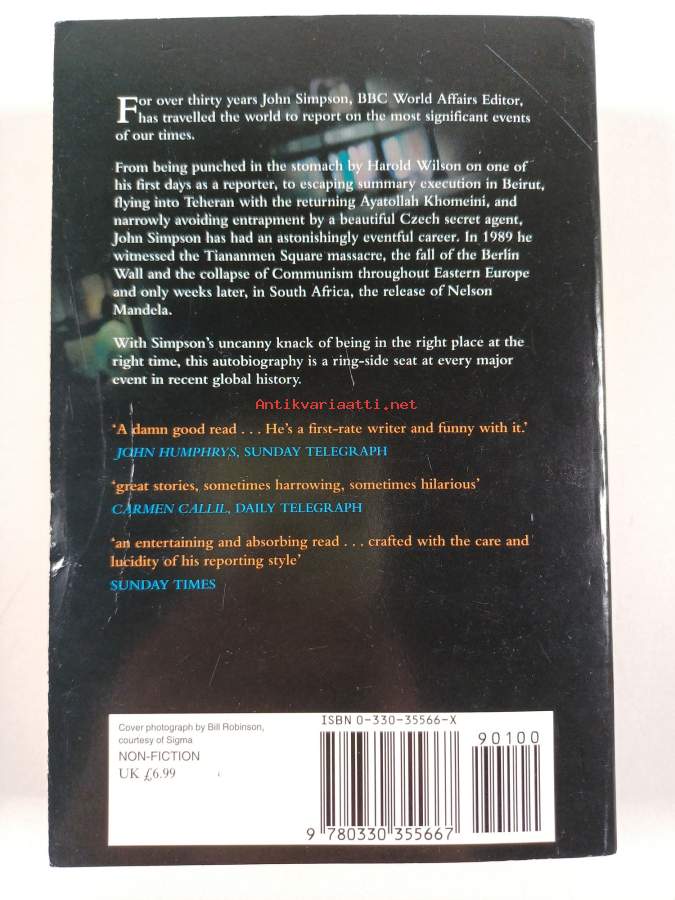 For over thirty years John Simpson, BBC World Affairs Editor,
has travelled the world to report on the most significant events
of our times.
From being punched in the stomach by Harold Wilson on one of
his first days as a reporter, to escaping summary execution in Beirut,
flying into Teheran with the returning Ayatollah Khomeini, and
narrowly avoiding entrapment by a beautiful Czech secret agent,
John Simpson has had an astonishingly eventful career. In 1989 he
witnessed the Tiananmen Square massacre, the fall of the Berlin
Wall and the collapse of Communism throughout Eastern Europe
and only weeks later, in South Africa, the release of Nelson
Mandela.
With Simpson's uncanny knack of being in the right place at the
right time, this autobiography is a ring-side seat at every major
event in recent global history.
Antikvariaatti.net
'A damn good read . . . He's a first-rate writer and funny with it.'
JOHN HUMPHRYS, SUNDAY TELEGRAPH
'great stories, sometimes harrowing, sometimes hilarious'
CARMEN CALLIL, DAILY TELEGRAPH
'an entertaining and absorbing read . . . crafted with the care and
lucidity of his reporting style'
SUNDAY TIMES
Cover photograph by Bill Robinson,
courtesy of Sigma
NON-FICTION
UK £6.99
ISBN 0-330-35566-X
90100
9 780330 355667